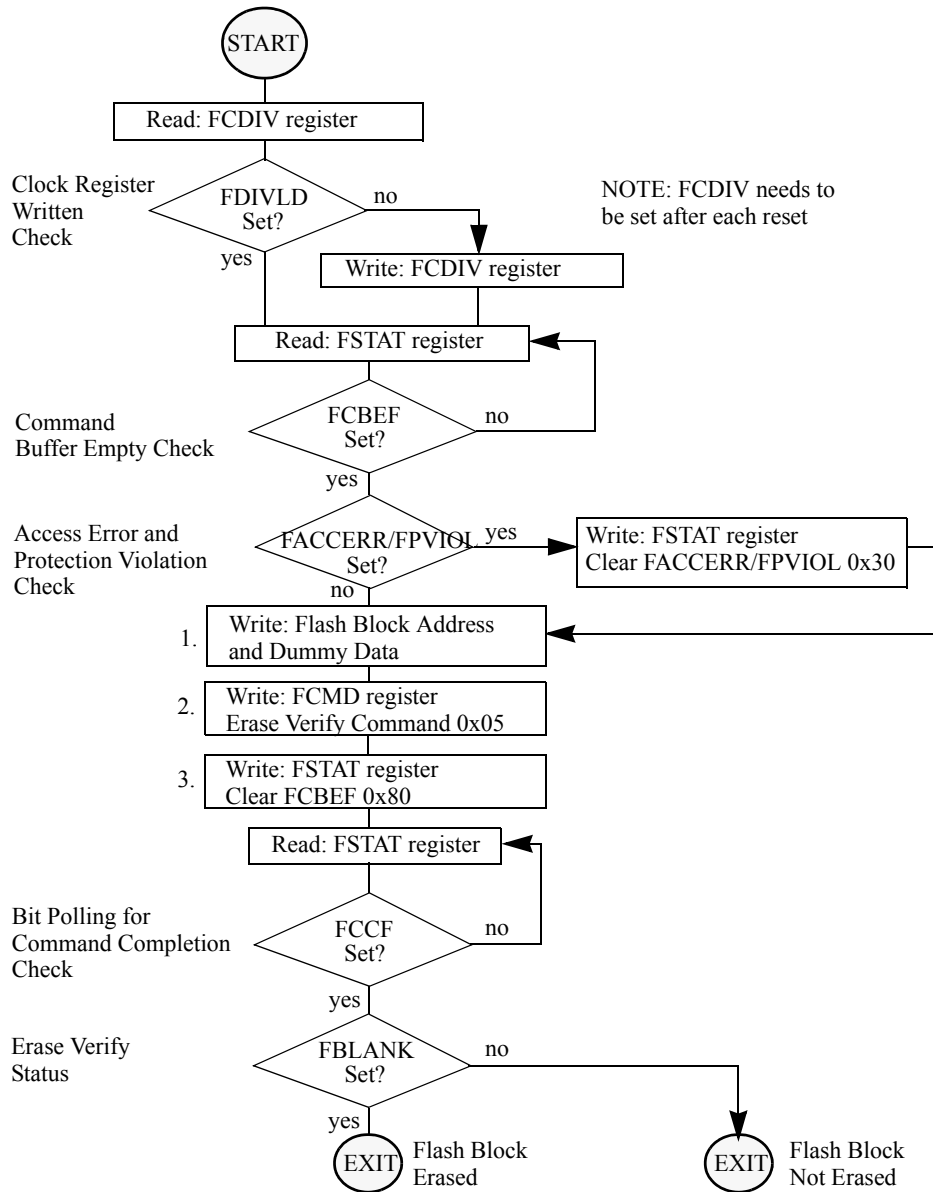 START
Read: FCDIV register
Clock Register
Written
Check
FDIVLD
Set?
no
yes
NOTE: FCDIV needs to
be set after each reset
Write: FCDIV register
Read: FSTAT register
Command
Buffer Empty Check
FCBEF
Set?
no
yes
Access Error and
Protection Violation
Check
FACCERR/FPVIOL
Set?
yes
no
Write: FSTAT register
Clear FACCERR/FPVIOL 0x30
1.
Write: Flash Block Address
and Dummy Data
2.
Write: FCMD register
Erase Verify Command 0x05
3.
Write: FSTAT register
Clear FCBEF 0x80
Read: FSTAT register
Bit Polling for
Command Completion
Check
FCCF
Set?
no
yes
Erase Verify
Status
FBLANK
Set?
no
yes
EXIT
Flash Block
Erased
EXIT
Flash Block
Not Erased